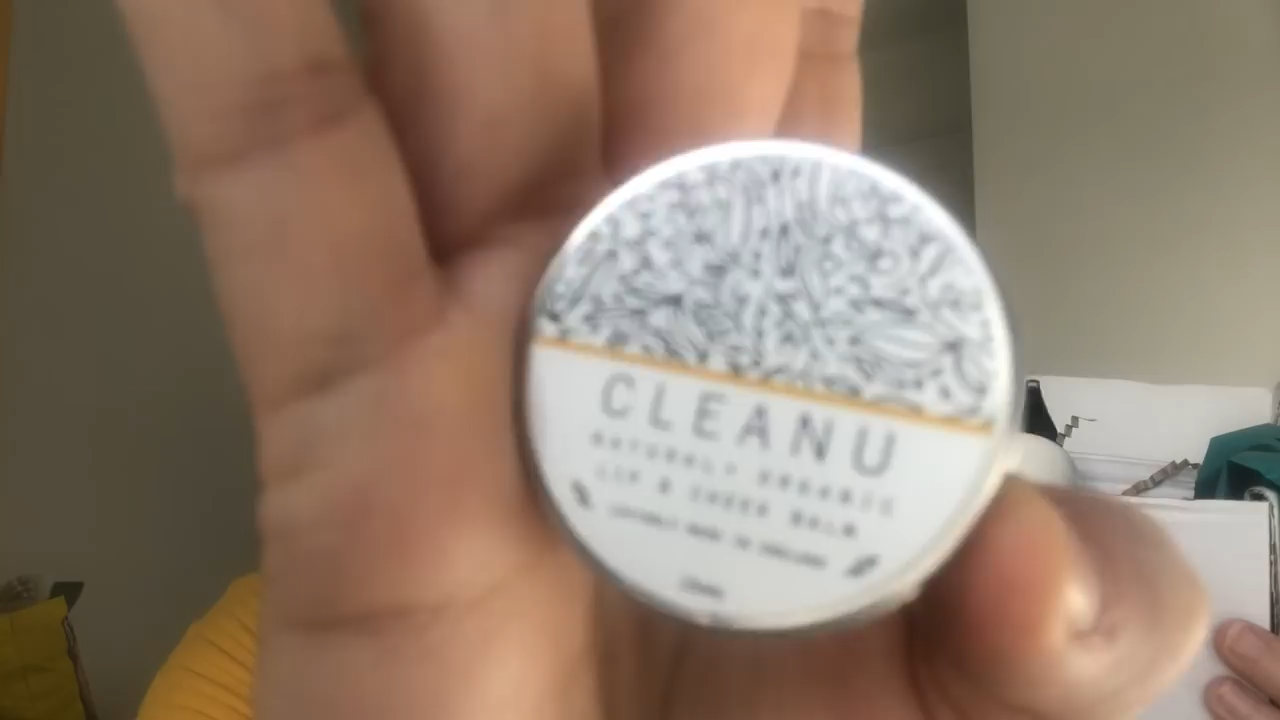 CLEANU
NATURALLY ORGANIC
LIP & CHEEK BALM
LOVINGLY MADE IN ENGLAND